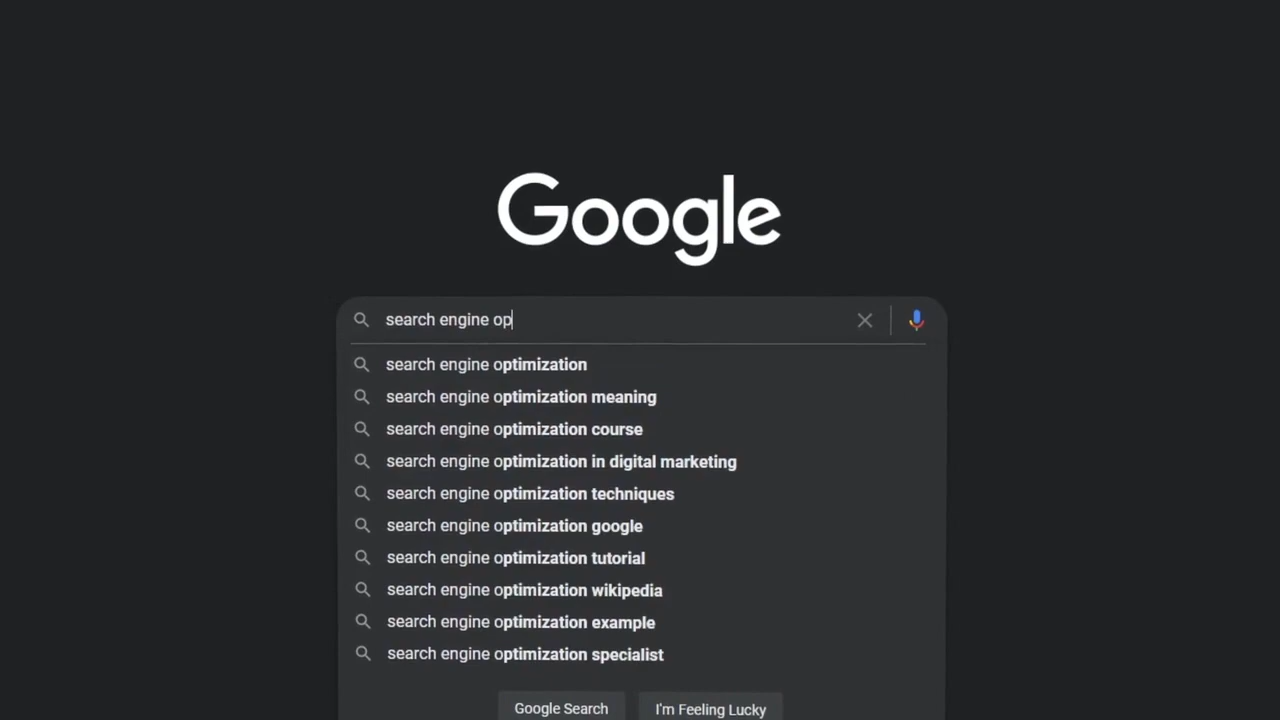 Google
search engine op
search engine optimization
search engine optimization meaning
search engine optimization course
search engine optimization in digital marketing
search engine optimization techniques
search engine optimization google
search engine optimization tutorial
search engine optimization wikipedia
search engine optimization example
search engine optimization specialist
Google Search
I'm Feeling Lucky